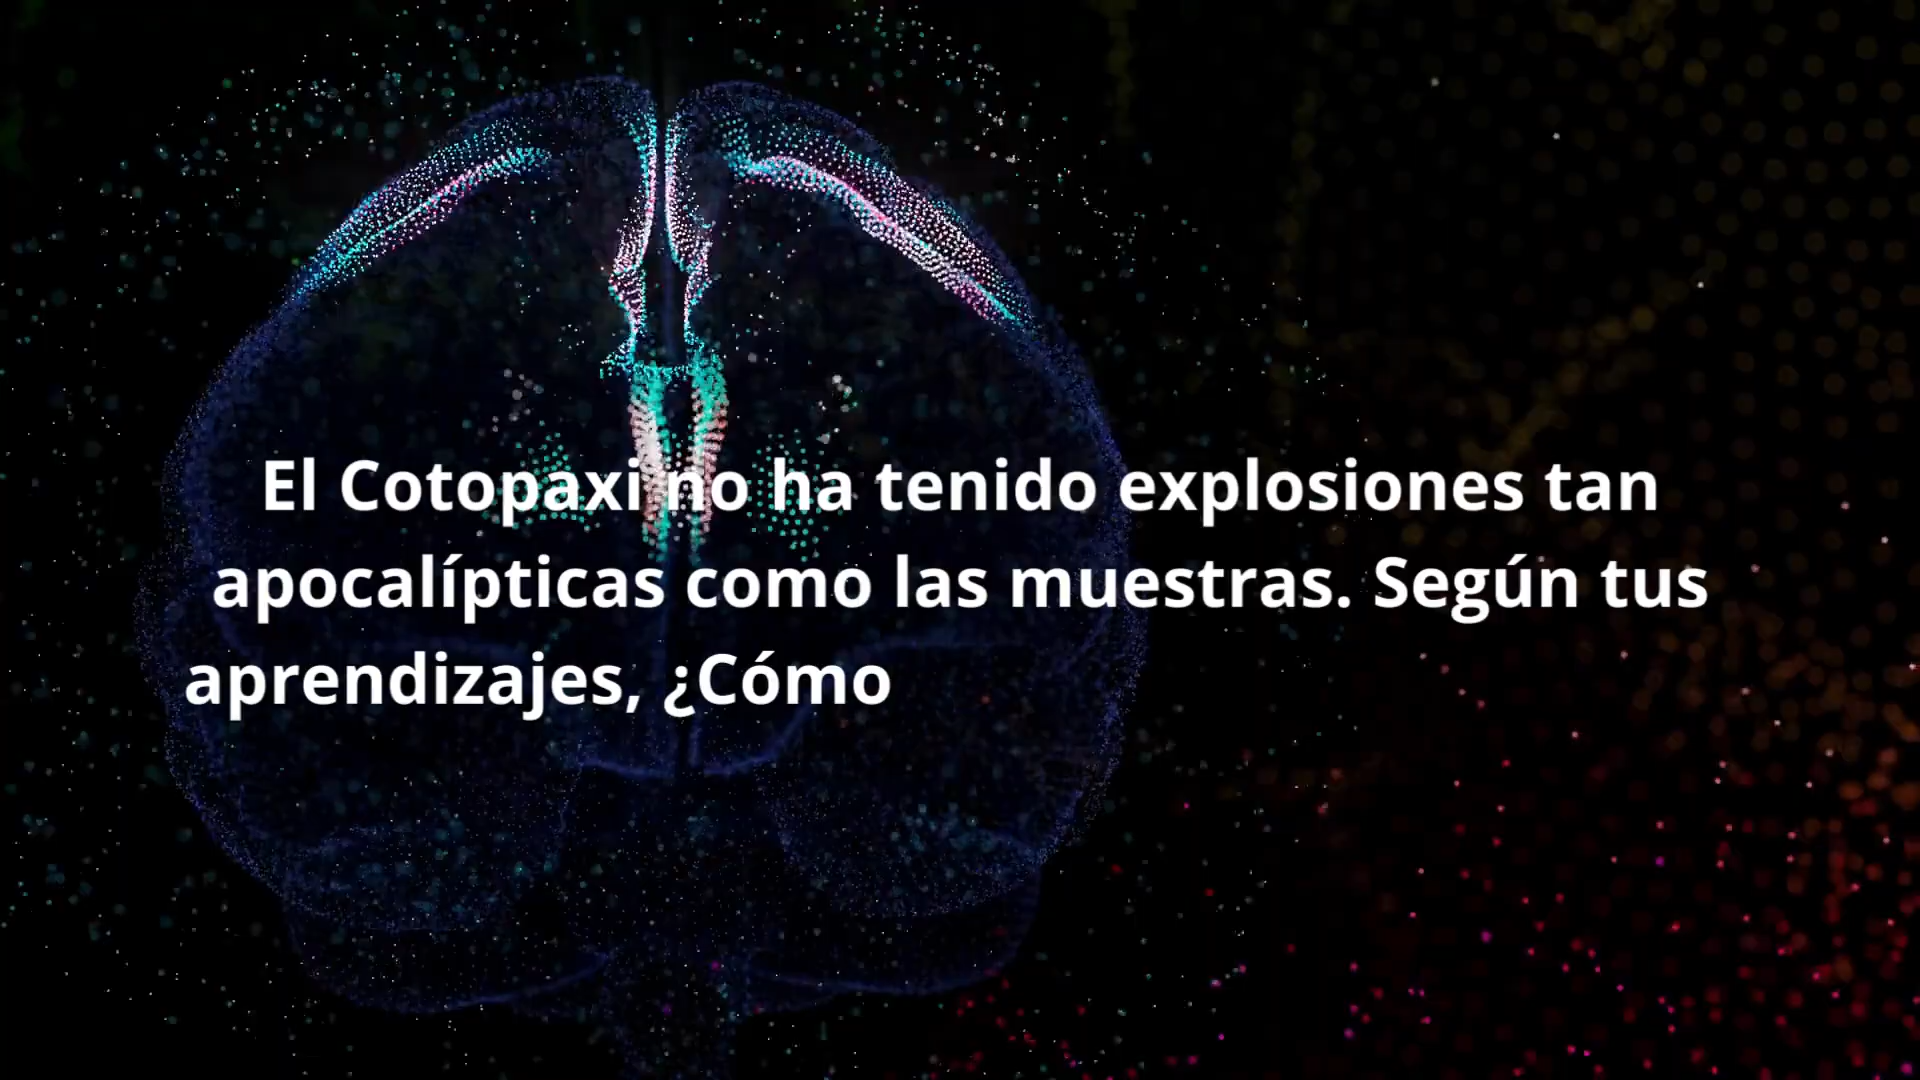 El Cotopaxi no ha tenido explosiones tan
apocalípticas como las muestras. Según tus
aprendizajes, ¿Cómo